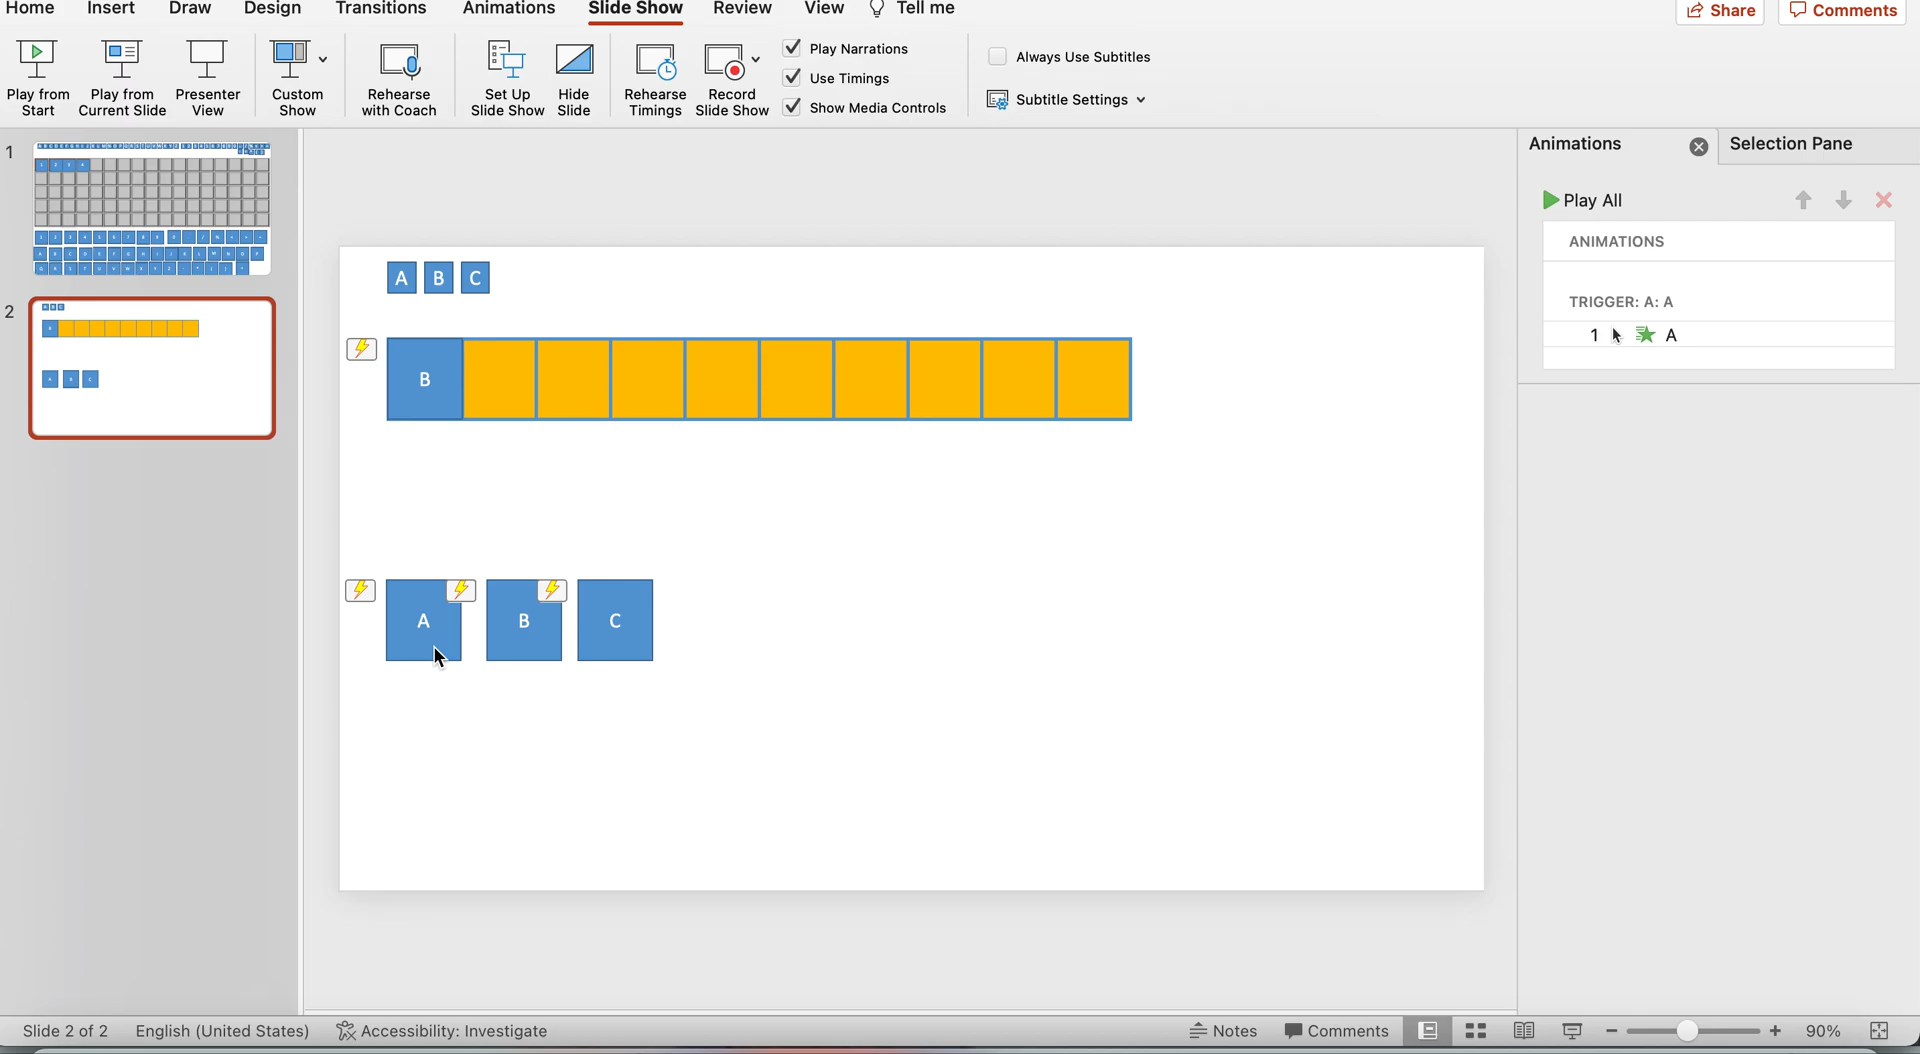 Home Insert Draw Design Transitions Animations Slide Show Review View Tell me Share Comments
Play from Start
Play from Current Slide
Presenter View
Custom Show
Rehearse with Coach
Set Up Slide Show
Hide Slide
Rehearse Timings
Record Slide Show
Play Narrations
Use Timings
Show Media Controls
Always Use Subtitles
Subtitle Settings
1
2
A B C
B
A B C
Animations
Selection Pane
Play All
ANIMATIONS
TRIGGER: A: A
1 A
Slide 2 of 2 English (United States) Accessibility: Investigate Notes Comments 90%